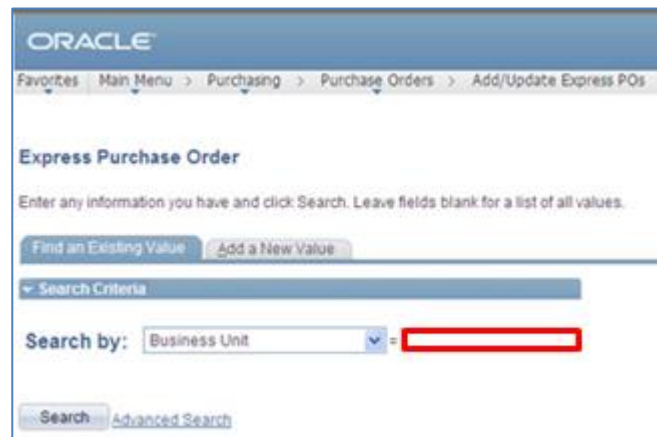 ORACLE
Favorites Main Menu > Purchasing > Purchase Orders > Add/Update Express POs
Express Purchase Order
Enter any information you have and click Search. Leave fields blank for a list of all values.
Find an Existing Value Add a New Value
Search Criteria
Search by: Business Unit =
Search Advanced Search